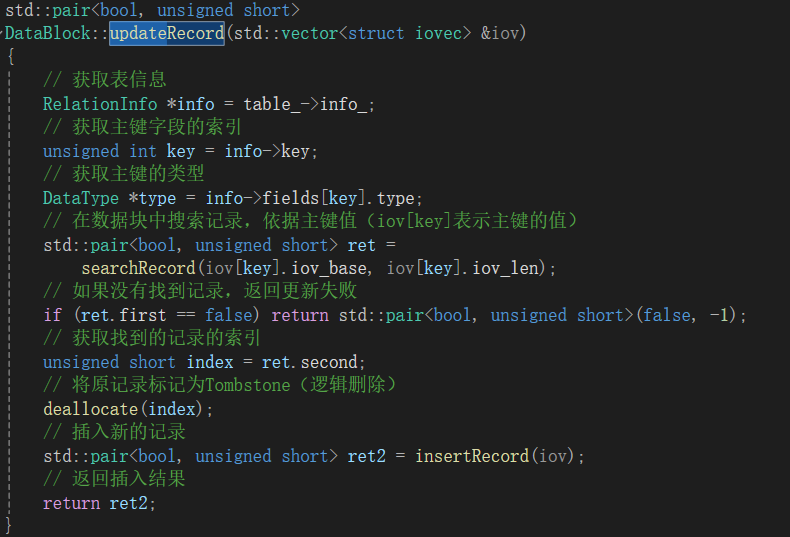 std::pair<bool, unsigned short>
DataBlock::updateRecord(std::vector<struct iovec> &iov)
{
    // 获取表信息
    RelationInfo *info = table_->info_;
    // 获取主键字段的索引
    unsigned int key = info->key;
    // 获取主键的类型
    DataType *type = info->fields[key].type;
    // 在数据块中搜索记录，依据主键值（iov[key]表示主键的值）
    std::pair<bool, unsigned short> ret =
        searchRecord(iov[key].iov_base, iov[key].iov_len);
    // 如果没有找到记录，返回更新失败
    if (ret.first == false) return std::pair<bool, unsigned short>(false, -1);
    // 获取找到的记录的索引
    unsigned short index = ret.second;
    // 将原记录标记为Tombstone（逻辑删除）
    deallocate(index);
    // 插入新的记录
    std::pair<bool, unsigned short> ret2 = insertRecord(iov);
    // 返回插入结果
    return ret2;
}